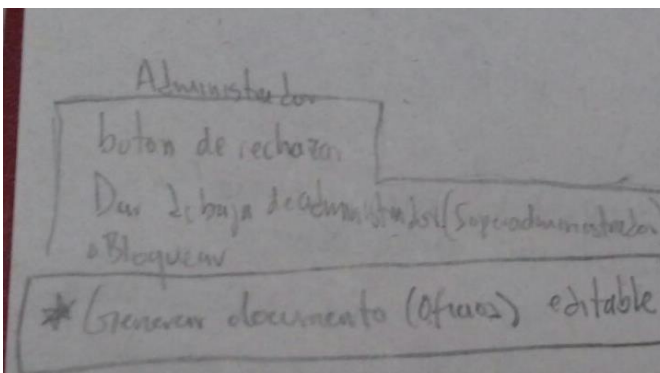 Administrador
boton de rechazar
Dar de baja de administrador (Superadministrador)
Bloquear
* Generar documento (Oficios) editable